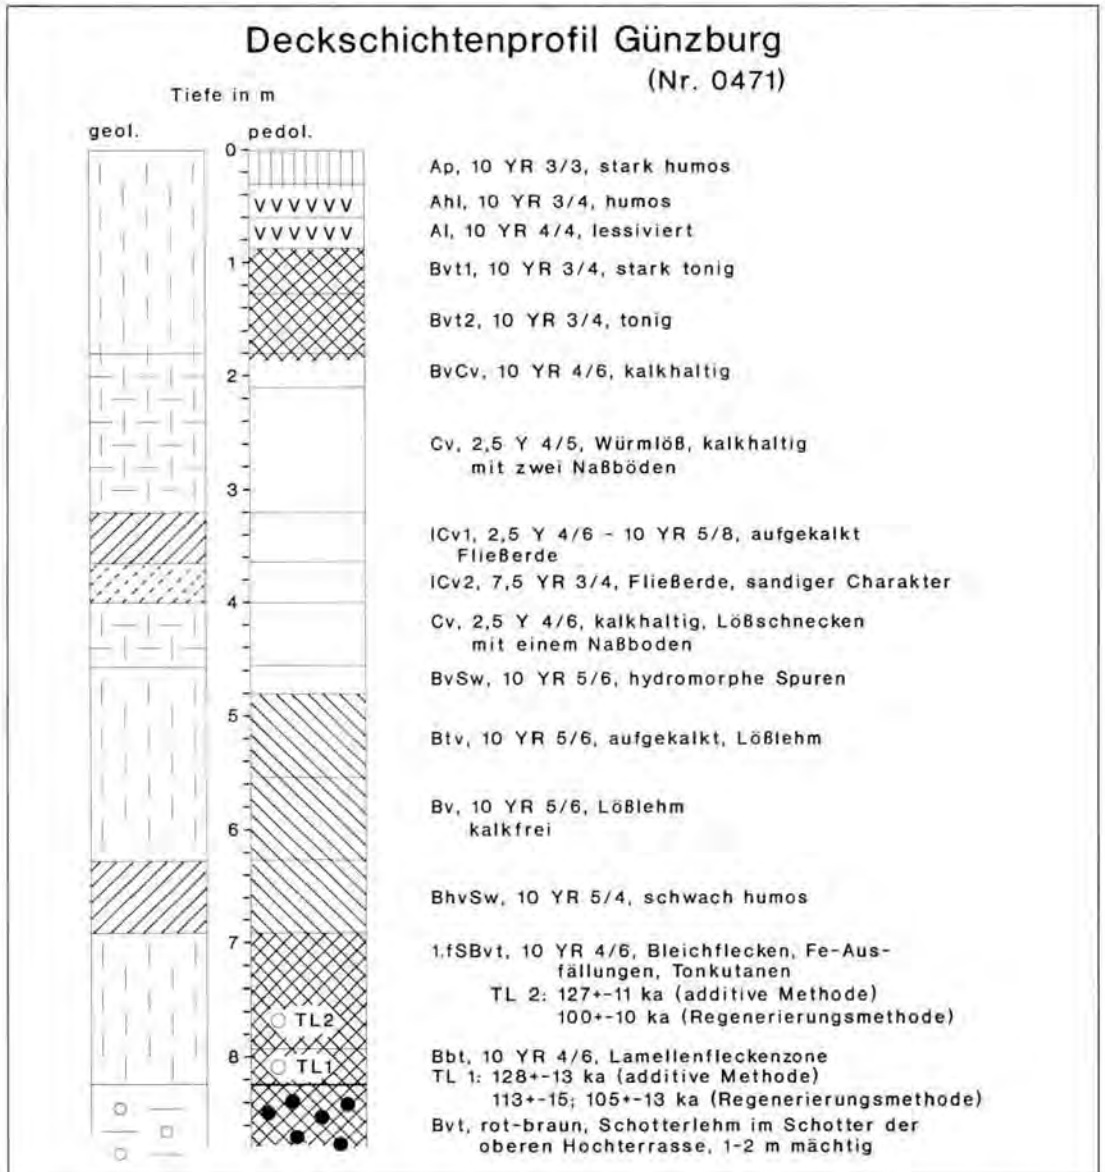 Deckschichtenprofil Günzburg
(Nr. 0471)
Tiefe in m
geol. pedol.
0
Ap, 10 YR 3/3, stark humos
V V V V V V
Ahl, 10 YR 3/4, humos
V V V V V V
Al, 10 YR 4/4, lessiviert
1
Bvt1, 10 YR 3/4, stark tonig
Bvt2, 10 YR 3/4, tonig
2
BvCv, 10 YR 4/6, kalkhaltig
Cv, 2,5 Y 4/5, Würmlöß, kalkhaltig
mit zwei Naßböden
3
lCv1, 2,5 Y 4/6 - 10 YR 5/8, aufgekalkt
Fließerde
lCv2, 7,5 YR 3/4, Fließerde, sandiger Charakter
4
Cv, 2,5 Y 4/6, kalkhaltig, Lößschnecken
mit einem Naßboden
BvSw, 10 YR 5/6, hydromorphe Spuren
5
Btv, 10 YR 5/6, aufgekalkt, Lößlehm
Bv, 10 YR 5/6, Lößlehm
6
kalkfrei
BhvSw, 10 YR 5/4, schwach humos
7
1.fSBvt, 10 YR 4/6, Bleichflecken, Fe-Aus-
fällungen, Tonkutanen
TL 2: 127+-11 ka (additive Methode)
TL2
100+-10 ka (Regenerierungsmethode)
8
Bbt, 10 YR 4/6, Lamellenfleckenzone
TL1
TL 1: 128+-13 ka (additive Methode)
113+-15; 105+-13 ka (Regenerierungsmethode)
Bvt, rot-braun, Schotterlehm im Schotter der
oberen Hochterrasse, 1-2 m mächtig